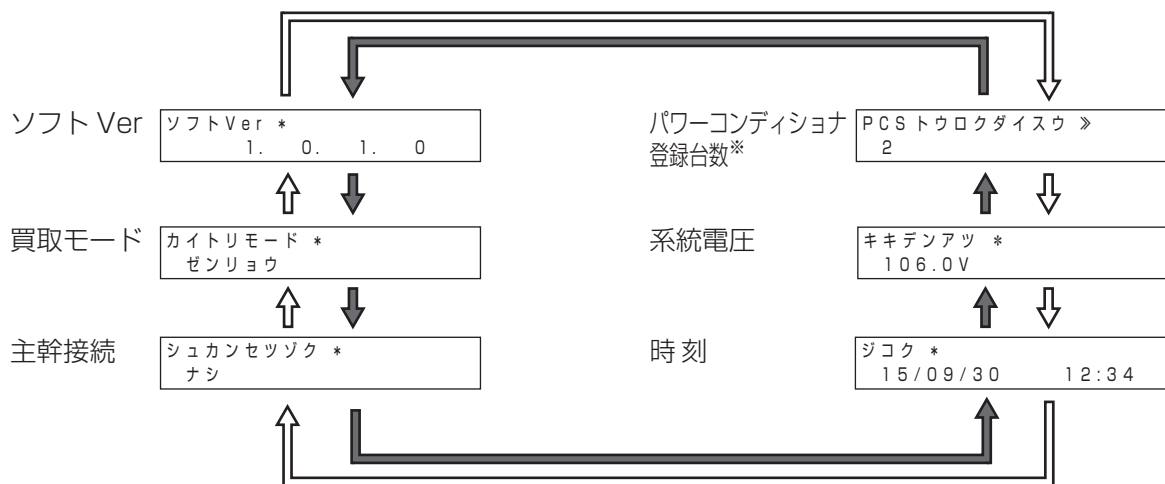 ソフト Ver
ソフトVer *
1. 0. 1. 0
買取モード
カイトリモード *
ゼンリョウ
主幹接続
シュカンセツゾク *
ナシ
パワーコンディショナ
登録台数※
PCSトウロクダイスウ 》
2
系統電圧
キキデンアツ *
106.0V
時刻
ジコク *
15/09/30 12:34